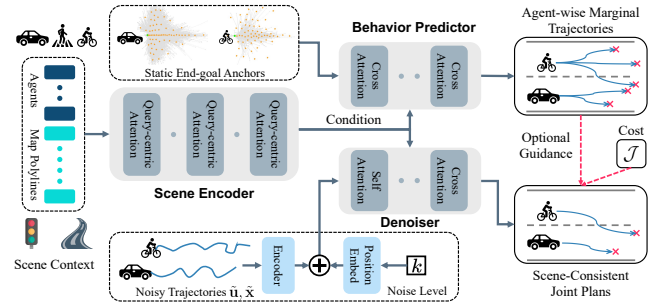 Behavior Predictor
Agent-wise Marginal
Trajectories
Static End-goal Anchors
Cross
Attention
Cross
Attention
Agents
Map Polylines
Query-centric
Attention
Query-centric
Attention
Query-centric
Attention
Condition
Scene Encoder
Optional
Guidance
Cost
𝒥
Self
Attention
Cross
Attention
Denoiser
Scene Context
Noisy Trajectories ũ, x̃
Encoder
Position
Embed
k
Noise Level
Scene-Consistent
Joint Plans